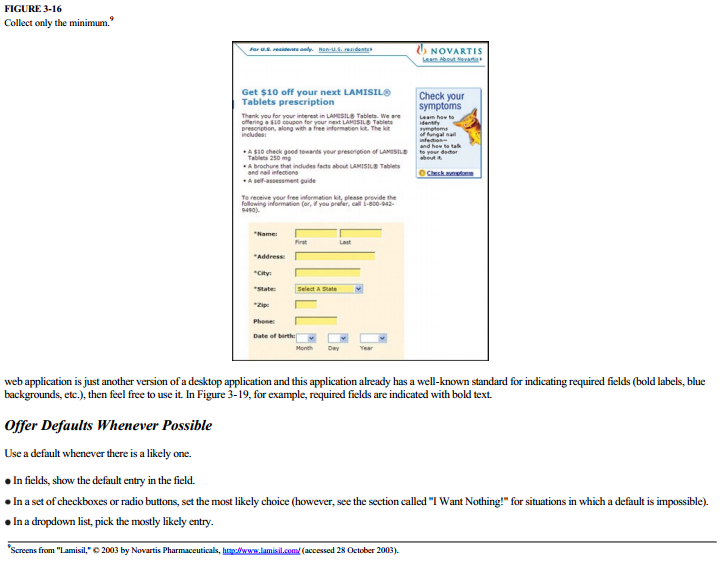 FIGURE 3-16
Collect only the minimum.9
For U.S. residents only. Non-U.S. residents
NOVARTIS
Learn About Novartis
Get $10 off your next LAMISIL®
Tablets prescription
Thank you for your interest in LAMISIL® Tablets. We are
offering a $10 coupon for your next LAMISIL® Tablets
prescription, along with a free information kit. The kit
includes:
• A $10 check good towards your prescription of LAMISIL®
Tablets 250 mg
• A brochure that includes facts about LAMISIL® Tablets
and nail infections
• A self-assessment guide
To receive your free information kit, please provide the
following information (or, if you prefer, call 1-800-942-
9490).
Check your
symptoms
Learn how to
identify
symptoms
of fungal nail
infection—
and how to talk
to your doctor
about it.
Check symptoms
*Name:
First Last
*Address:
*City:
*State: Select A State
*Zip:
Phone:
Date of birth:
Month Day Year
web application is just another version of a desktop application and this application already has a well-known standard for indicating required fields (bold labels, blue
backgrounds, etc.), then feel free to use it. In Figure 3-19, for example, required fields are indicated with bold text.
Offer Defaults Whenever Possible
Use a default whenever there is a likely one.
● In fields, show the default entry in the field.
● In a set of checkboxes or radio buttons, set the most likely choice (however, see the section called "I Want Nothing!" for situations in which a default is impossible).
● In a dropdown list, pick the mostly likely entry.
9Screens from "Lamisil," © 2003 by Novartis Pharmaceuticals, http://www.lamisil.com/ (accessed 28 October 2003).